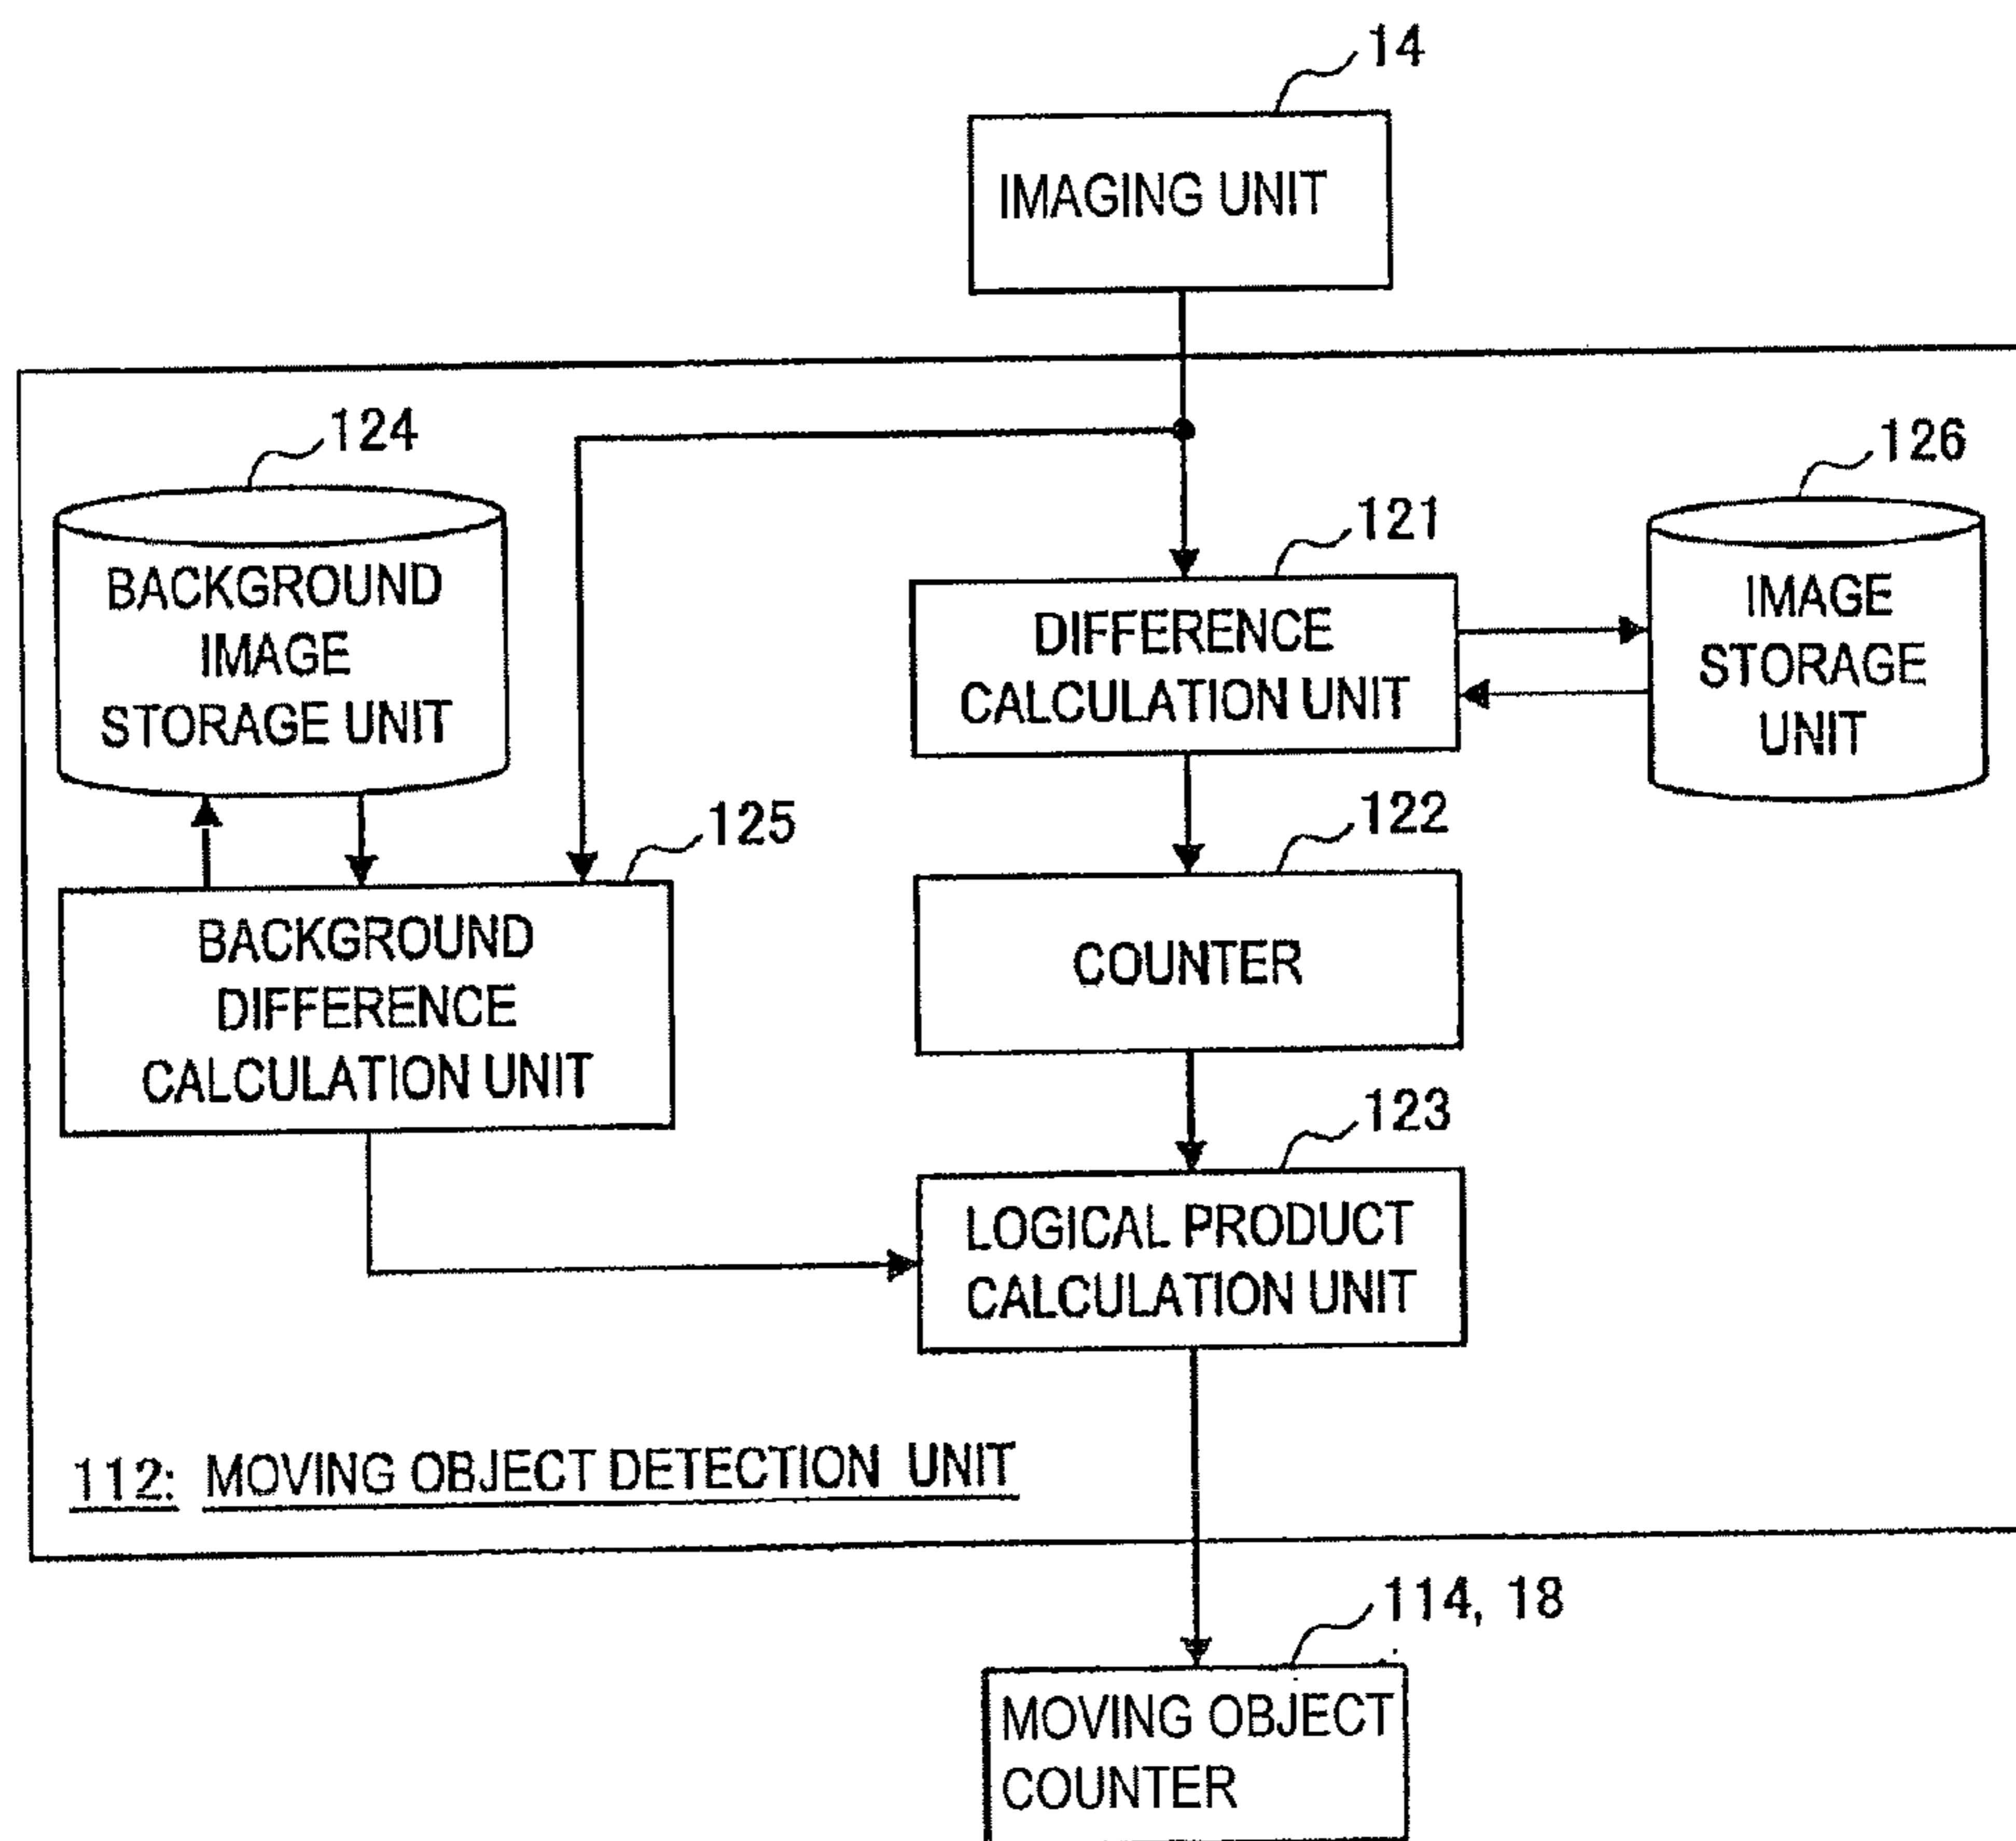 14
IMAGING UNIT
124
BACKGROUND
IMAGE
STORAGE UNIT
126
IMAGE
STORAGE
UNIT
121
DIFFERENCE
CALCULATION UNIT
125
BACKGROUND
DIFFERENCE
CALCULATION UNIT
122
COUNTER
123
LOGICAL PRODUCT
CALCULATION UNIT
112: MOVING OBJECT DETECTION UNIT
114, 18
MOVING OBJECT
COUNTER